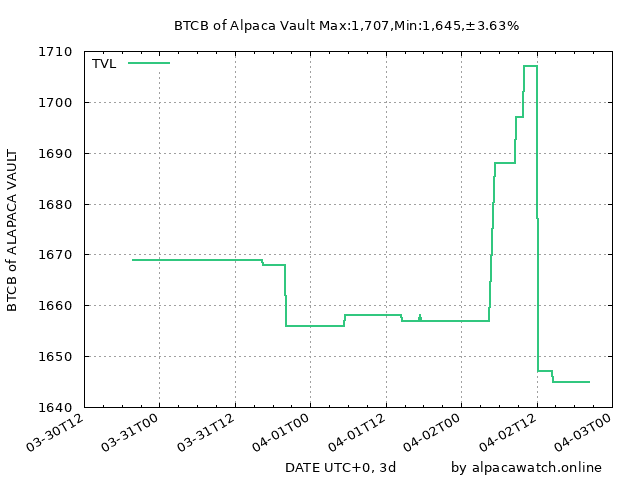 BTCB of Alpaca Vault Max:1,707,Min:1,645,±3.63%
TVL
1710
1700
1690
1680
1670
1660
1650
1640
BTCB of ALAPACA VAULT
03-30T12
03-31T00
03-31T12
04-01T00
04-01T12
04-02T00
04-02T12
04-03T00
DATE UTC+0, 3d
by alpacawatch.online